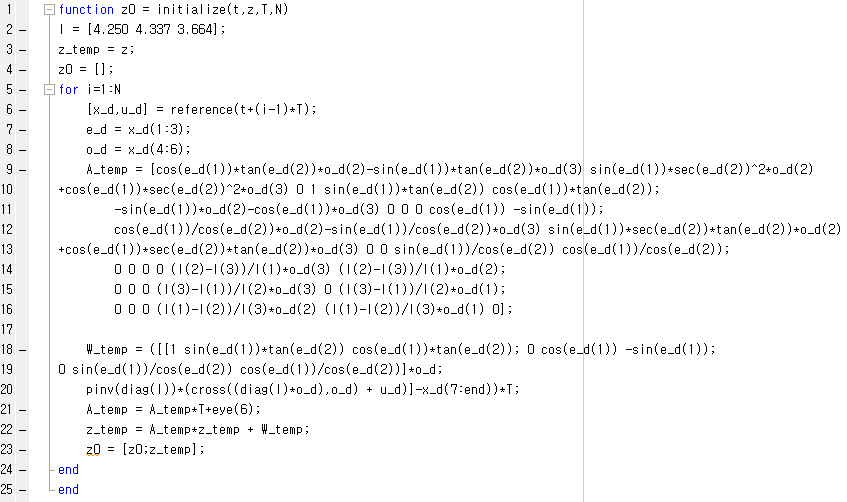 1 function z0 = initialize(t,z,T,N)
2 – I = [4.250 4.337 3.664];
3 – z_temp = z;
4 – z0 = [];
5 – for i=1:N
6 – [x_d,u_d] = reference(t+(i-1)*T);
7 – e_d = x_d(1:3);
8 – o_d = x_d(4:6);
9 – A_temp = [cos(e_d(1))*tan(e_d(2))*o_d(2)-sin(e_d(1))*tan(e_d(2))*o_d(3) sin(e_d(1))*sec(e_d(2))^2*o_d(2)
10 +cos(e_d(1))*sec(e_d(2))^2*o_d(3) 0 1 sin(e_d(1))*tan(e_d(2)) cos(e_d(1))*tan(e_d(2));
11 -sin(e_d(1))*o_d(2)-cos(e_d(1))*o_d(3) 0 0 0 cos(e_d(1)) -sin(e_d(1));
12 cos(e_d(1))/cos(e_d(2))*o_d(2)-sin(e_d(1))/cos(e_d(2))*o_d(3) sin(e_d(1))*sec(e_d(2))*tan(e_d(2))*o_d(2)
13 +cos(e_d(1))*sec(e_d(2))*tan(e_d(2))*o_d(3) 0 0 sin(e_d(1))/cos(e_d(2)) cos(e_d(1))/cos(e_d(2));
14 0 0 0 0 (I(2)-I(3))/I(1)*o_d(3) (I(2)-I(3))/I(1)*o_d(2);
15 0 0 0 (I(3)-I(1))/I(2)*o_d(3) 0 (I(3)-I(1))/I(2)*o_d(1);
16 0 0 0 (I(1)-I(2))/I(3)*o_d(2) (I(1)-I(2))/I(3)*o_d(1) 0];
17
18 – W_temp = ([[1 sin(e_d(1))*tan(e_d(2)) cos(e_d(1))*tan(e_d(2)); 0 cos(e_d(1)) -sin(e_d(1));
19 0 sin(e_d(1))/cos(e_d(2)) cos(e_d(1))/cos(e_d(2))]*o_d;
20 pinv(diag(I))*(cross((diag(I)*o_d),o_d) + u_d)]-x_d(7:end))*T;
21 – A_temp = A_temp*T+eye(6);
22 – z_temp = A_temp*z_temp + W_temp;
23 – z0 = [z0;z_temp];
24 – end
25 – end